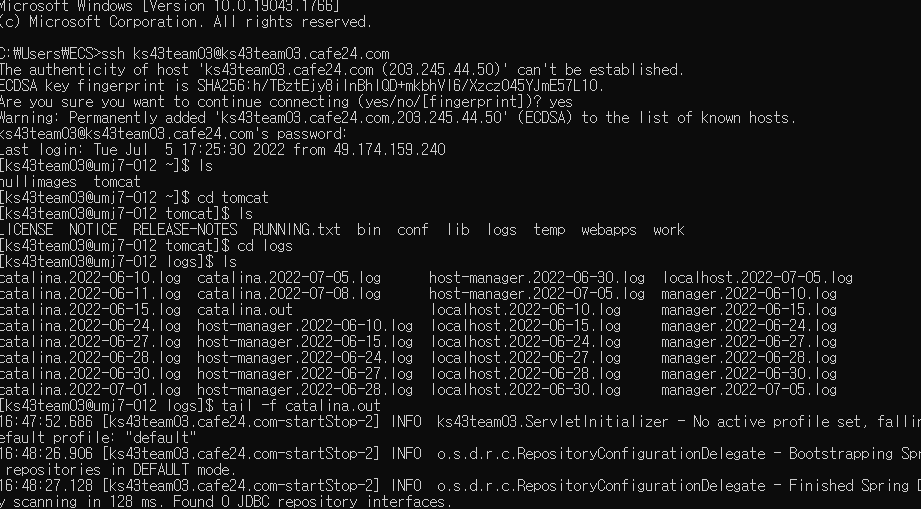 Microsoft Windows [Version 10.0.19043.1766]
(c) Microsoft Corporation. All rights reserved.
C:₩Users₩ECS>ssh ks43team03@ks43team03.cafe24.com
The authenticity of host 'ks43team03.cafe24.com (203.245.44.50)' can't be established.
ECDSA key fingerprint is
Are you sure you want to continue connecting (yes/no/[fingerprint])? yes
Warning: Permanently added 'ks43team03.cafe24.com,203.245.44.50' (ECDSA) to the list of known hosts.
ks43team03@ks43team03.cafe24.com's password:
Last login: Tue Jul  5 17:25:30 2022 from 49.174.159.240
[ks43team03@umj7-012 ~]$ ls
nullimages  tomcat
[ks43team03@umj7-012 ~]$ cd tomcat
[ks43team03@umj7-012 tomcat]$ ls
LICENSE  NOTICE  RELEASE-NOTES  RUNNING.txt  bin  conf  lib  logs  temp  webapps  work
[ks43team03@umj7-012 tomcat]$ cd logs
[ks43team03@umj7-012 logs]$ ls
catalina.2022-06-10.log  catalina.2022-07-05.log      host-manager.2022-06-30.log  localhost.2022-07-05.log
catalina.2022-06-11.log  catalina.2022-07-08.log      host-manager.2022-07-05.log  manager.2022-06-10.log
catalina.2022-06-15.log  catalina.out                 localhost.2022-06-10.log     manager.2022-06-15.log
catalina.2022-06-24.log  host-manager.2022-06-10.log  localhost.2022-06-15.log     manager.2022-06-24.log
catalina.2022-06-27.log  host-manager.2022-06-15.log  localhost.2022-06-24.log     manager.2022-06-27.log
catalina.2022-06-28.log  host-manager.2022-06-24.log  localhost.2022-06-27.log     manager.2022-06-28.log
catalina.2022-06-30.log  host-manager.2022-06-27.log  localhost.2022-06-28.log     manager.2022-06-30.log
catalina.2022-07-01.log  host-manager.2022-06-28.log  localhost.2022-06-30.log     manager.2022-07-05.log
[ks43team03@umj7-012 logs]$ tail -f catalina.out
16:47:52.686 [ks43team03.cafe24.com-startStop-2] INFO  ks43team03.ServletInitializer - No active profile set, fallin
efault profile: "default"
16:48:26.906 [ks43team03.cafe24.com-startStop-2] INFO  o.s.d.r.c.RepositoryConfigurationDelegate - Bootstrapping Spr
repositories in DEFAULT mode.
16:48:27.128 [ks43team03.cafe24.com-startStop-2] INFO  o.s.d.r.c.RepositoryConfigurationDelegate - Finished Spring D
y scanning in 128 ms. Found 0 JDBC repository interfaces.